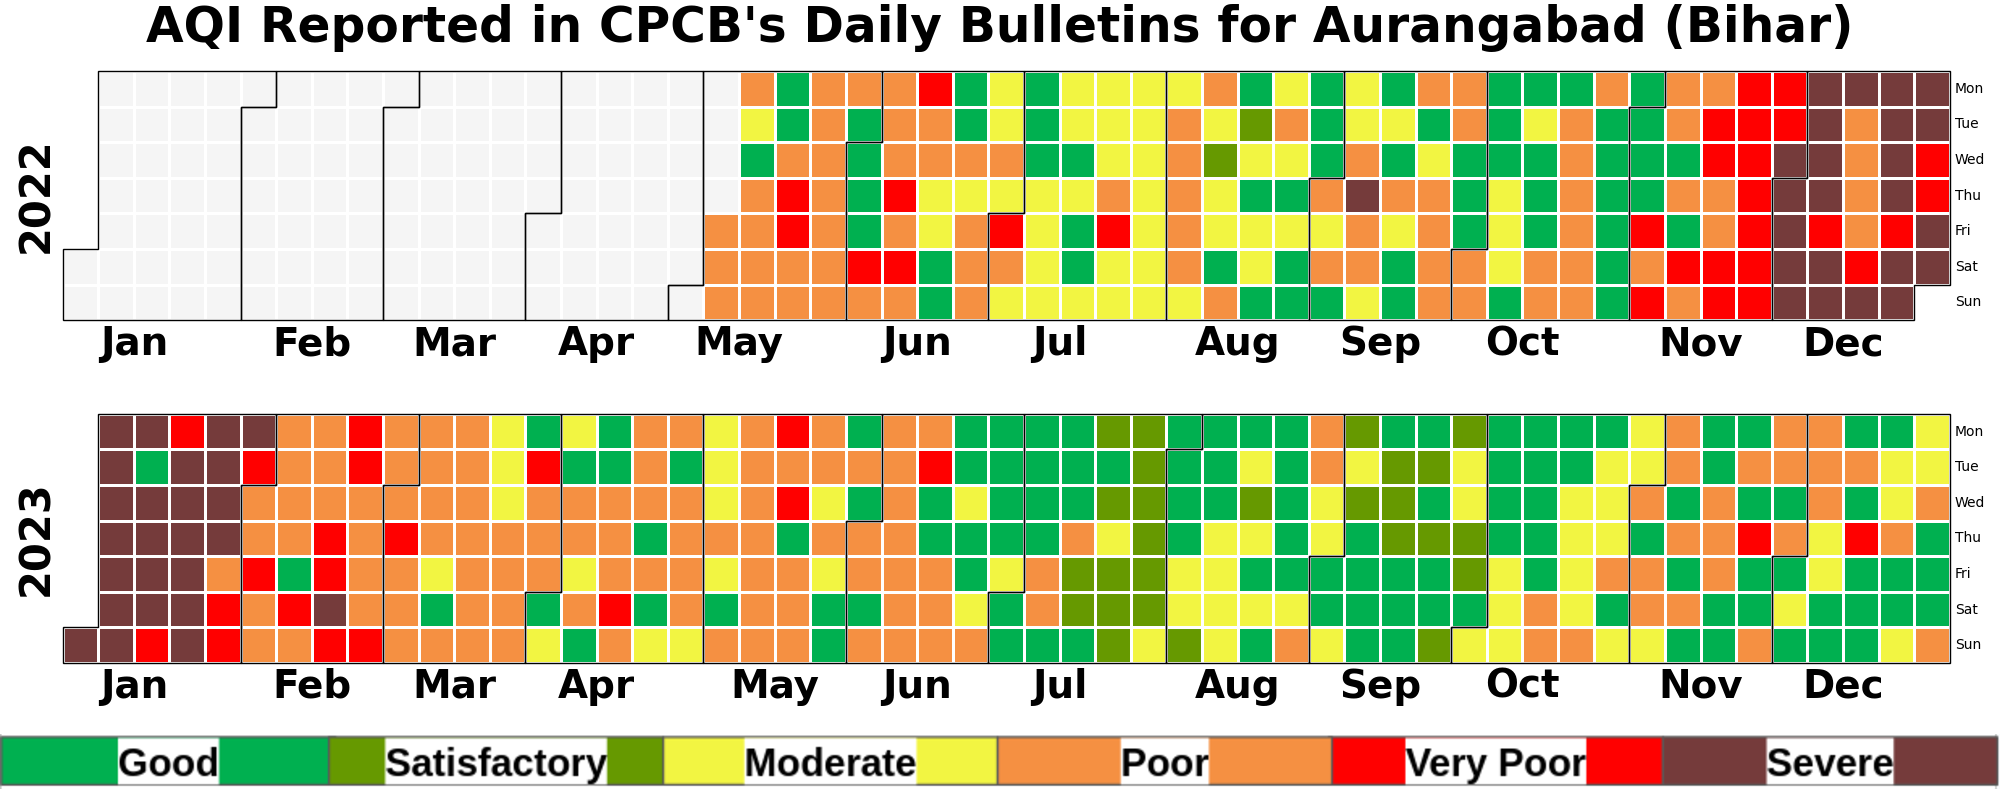 AQI Reported in CPCB's Daily Bulletins for Aurangabad (Bihar)
2022
Mon
Tue
Wed
Thu
Fri
Sat
Sun
Jan Feb Mar Apr May Jun Jul Aug Sep Oct Nov Dec
2023
Mon
Tue
Wed
Thu
Fri
Sat
Sun
Jan Feb Mar Apr May Jun Jul Aug Sep Oct Nov Dec
Good Satisfactory Moderate Poor Very Poor Severe